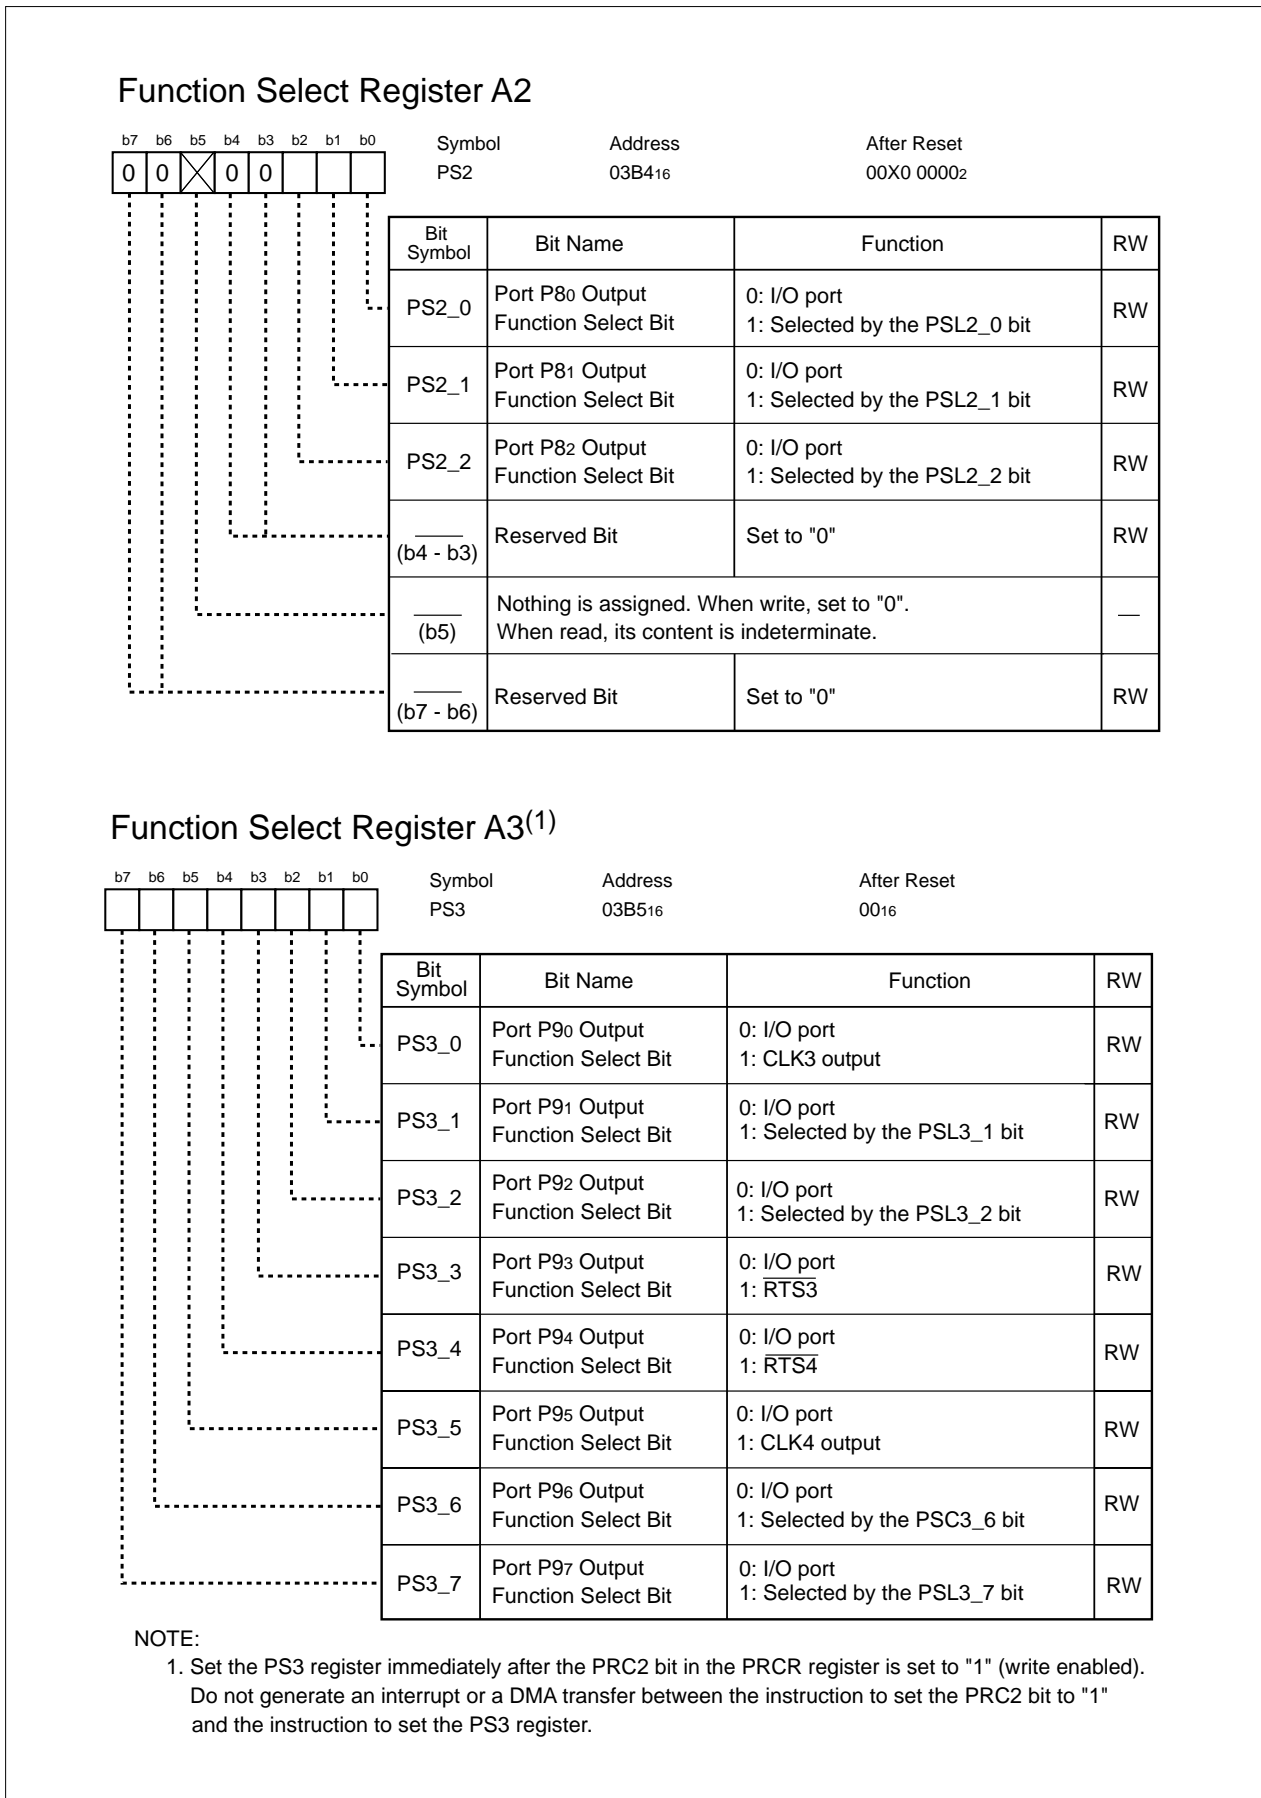 Function Select Register A2
b7 b6 b5 b4 b3 b2 b1 b0
Symbol Address After Reset
0 0 0 0 PS2 03B416 00X0 00002
Bit Symbol Bit Name Function RW
PS2_0 Port P80 Output Function Select Bit 0: I/O port 1: Selected by the PSL2_0 bit RW
PS2_1 Port P81 Output Function Select Bit 0: I/O port 1: Selected by the PSL2_1 bit RW
PS2_2 Port P82 Output Function Select Bit 0: I/O port 1: Selected by the PSL2_2 bit RW
(b4 - b3) Reserved Bit Set to "0" RW
(b5) Nothing is assigned. When write, set to "0". When read, its content is indeterminate. —
(b7 - b6) Reserved Bit Set to "0" RW
Function Select Register A3(1)
b7 b6 b5 b4 b3 b2 b1 b0
Symbol Address After Reset
PS3 03B516 0016
Bit Symbol Bit Name Function RW
PS3_0 Port P90 Output Function Select Bit 0: I/O port 1: CLK3 output RW
PS3_1 Port P91 Output Function Select Bit 0: I/O port 1: Selected by the PSL3_1 bit RW
PS3_2 Port P92 Output Function Select Bit 0: I/O port 1: Selected by the PSL3_2 bit RW
PS3_3 Port P93 Output Function Select Bit 0: I/O port 1: RTS3 RW
PS3_4 Port P94 Output Function Select Bit 0: I/O port 1: RTS4 RW
PS3_5 Port P95 Output Function Select Bit 0: I/O port 1: CLK4 output RW
PS3_6 Port P96 Output Function Select Bit 0: I/O port 1: Selected by the PSC3_6 bit RW
PS3_7 Port P97 Output Function Select Bit 0: I/O port 1: Selected by the PSL3_7 bit RW
NOTE:
1. Set the PS3 register immediately after the PRC2 bit in the PRCR register is set to "1" (write enabled).
Do not generate an interrupt or a DMA transfer between the instruction to set the PRC2 bit to "1"
and the instruction to set the PS3 register.